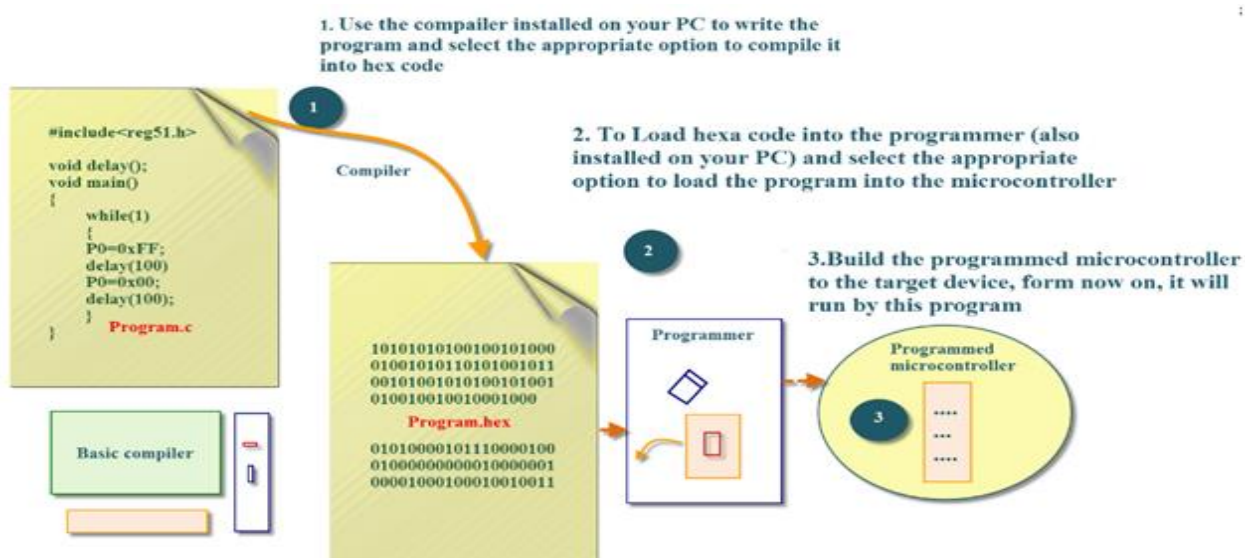 1. Use the compailer installed on your PC to write the
program and select the appropriate option to compile it
into hex code
1
#include<reg51.h>
void delay();
void main()
{
while(1)
{
P0=0xFF;
delay(100)
P0=0x00;
delay(100);
}
}
Program.c
Compiler
2. To Load hexa code into the programmer (also
installed on your PC) and select the appropriate
option to load the program into the microcontroller
2
3.Build the programmed microcontroller
to the target device, form now on, it will
run by this program
10101010100100101000
01001010110101001011
00101001010100101001
010010010010001000
Program.hex
01010000101110000100
01000000000010000001
00001000100010010011
Programmer
Programmed
microcontroller
3
Basic compiler